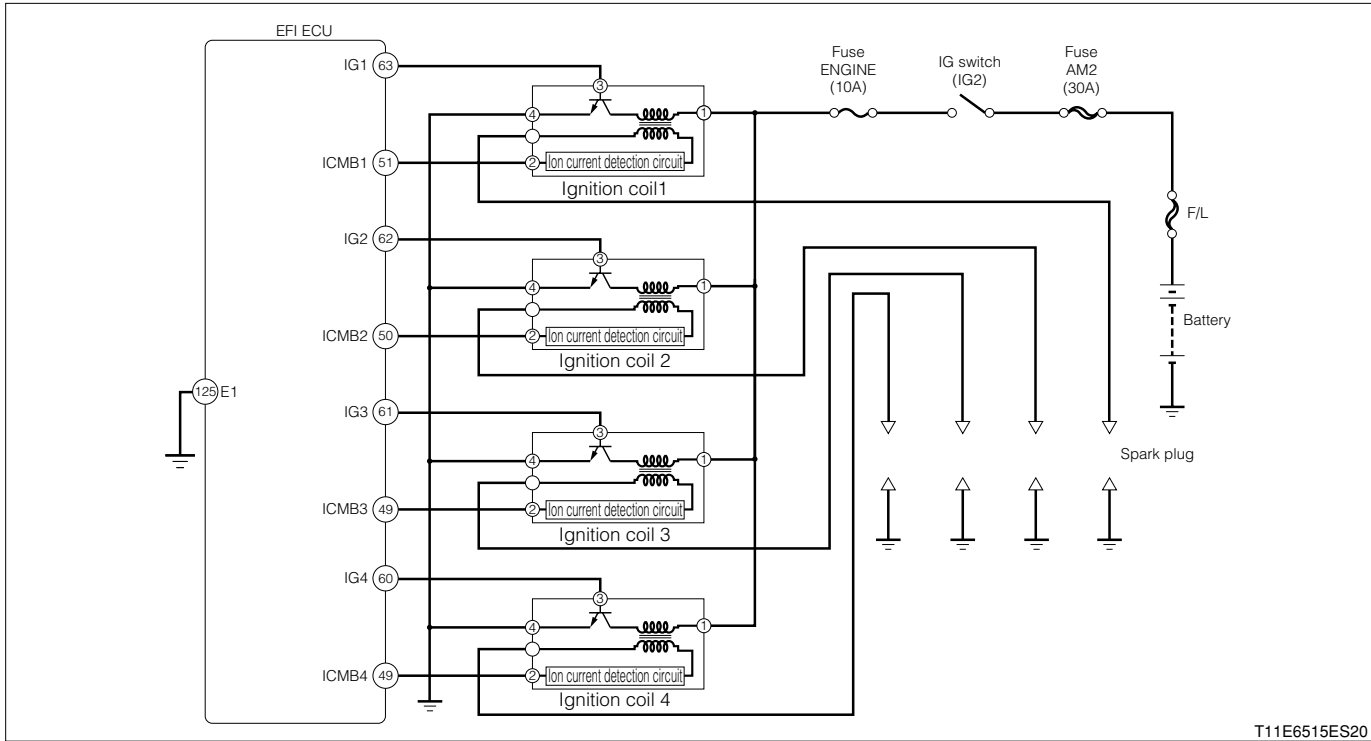 EFI ECU
IG1 63
ICMB1 51
IG2 62
ICMB2 50
125 E1
IG3 61
ICMB3 49
IG4 60
ICMB4 49
3
4
1
2 Ion current detection circuit
Ignition coil1
3
4
1
2 Ion current detection circuit
Ignition coil 2
3
4
1
2 Ion current detection circuit
Ignition coil 3
3
4
1
2 Ion current detection circuit
Ignition coil 4
Fuse
ENGINE
(10A)
IG switch
(IG2)
Fuse
AM2
(30A)
F/L
Battery
Spark plug
T11E6515ES20